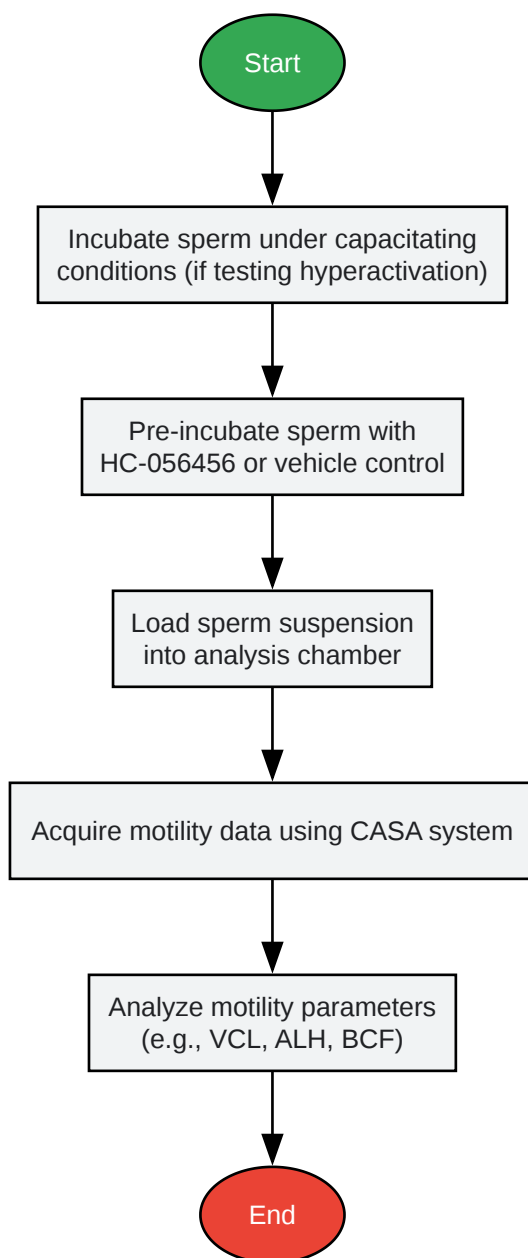 Start
Incubate sperm under capacitating
conditions (if testing hyperactivation)
Pre-incubate sperm with
HC-056456 or vehicle control
Load sperm suspension
into analysis chamber
Acquire motility data using CASA system
Analyze motility parameters
(e.g., VCL, ALH, BCF)
End